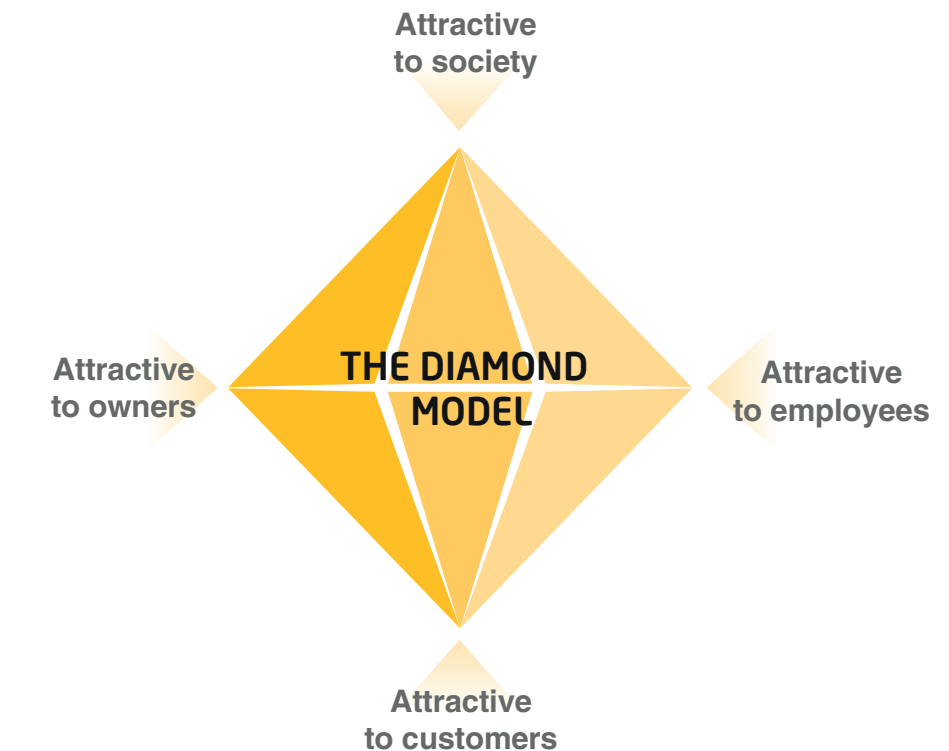 Attractive
to society
Attractive
to owners
THE DIAMOND
MODEL
Attractive
to employees
Attractive
to customers